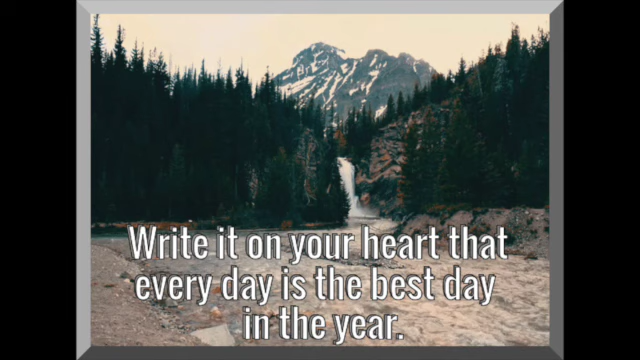 Write it on your heart that
every day is the best day
in the year.